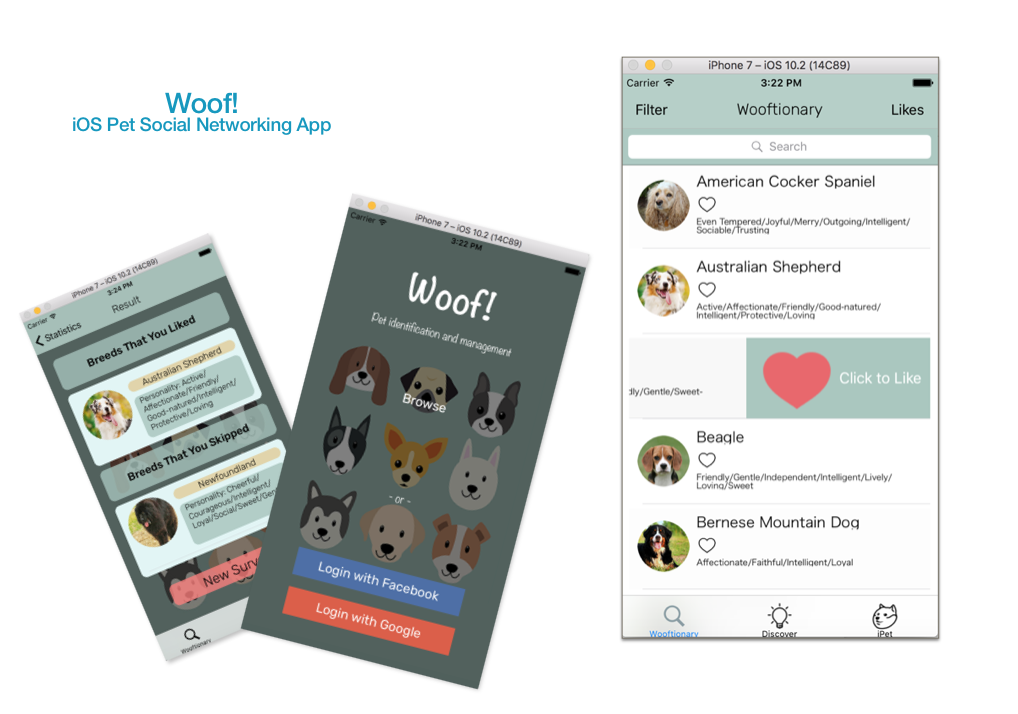 Woof!
iOS Pet Social Networking App
iPhone 7 – iOS 10.2 (14C89)
Carrier
3:24 PM
Statistics
Result
Breeds That You Liked
Australian Shepherd
Personality: Active/
Affectionate/Friendly/
Good-natured/Intelligent/
Protective/Loving
Breeds That You Skipped
Newfoundland
Personality: Cheerful/
Courageous/Intelligent/
Loyal/Social/Sweet/Gen
New Surv
Wooftionary
iPhone 7 – iOS 10.2 (14C89)
Carrier
3:22 PM
Woof!
Pet identification and management
Browse
- or -
Login with Facebook
Login with Google
iPhone 7 – iOS 10.2 (14C89)
Carrier 3:22 PM
Filter Wooftionary Likes
Search
American Cocker Spaniel
Even Tempered/Joyful/Merry/Outgoing/Intelligent/
Sociable/Trusting
Australian Shepherd
Active/Affectionate/Friendly/Good-natured/
Intelligent/Protective/Loving
dly/Gentle/Sweet-
Click to Like
Beagle
Friendly/Gentle/Independent/Intelligent/Lively/
Loving/Sweet
Bernese Mountain Dog
Affectionate/Faithful/Intelligent/Loyal
Wooftionary Discover iPet